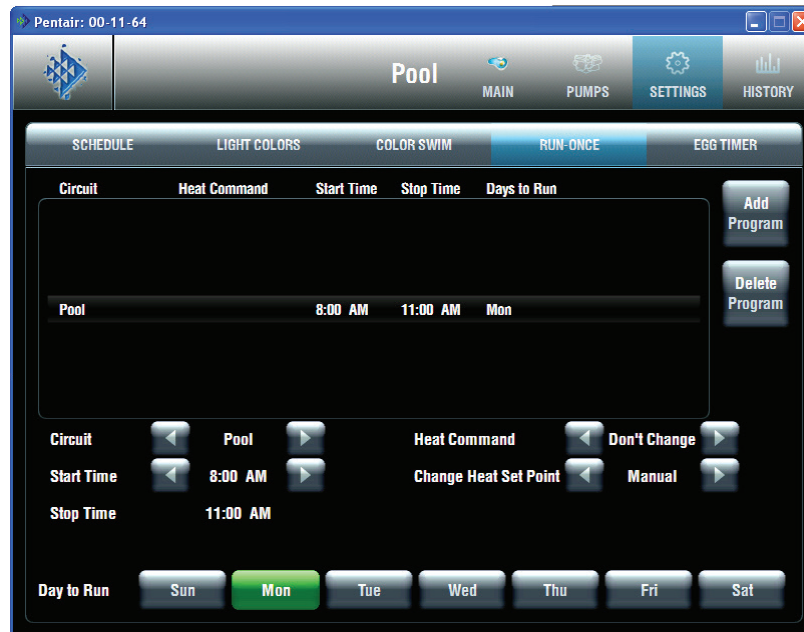 Pentair: 00-11-64
Pool
MAIN PUMPS SETTINGS HISTORY
SCHEDULE LIGHT COLORS COLOR SWIM RUN-ONCE EGG TIMER
Circuit Heat Command Start Time Stop Time Days to Run
Add
Program
Delete
Program
Pool 8:00 AM 11:00 AM Mon
Circuit Pool Heat Command Don't Change
Start Time 8:00 AM Change Heat Set Point Manual
Stop Time 11:00 AM
Day to Run Sun Mon Tue Wed Thu Fri Sat